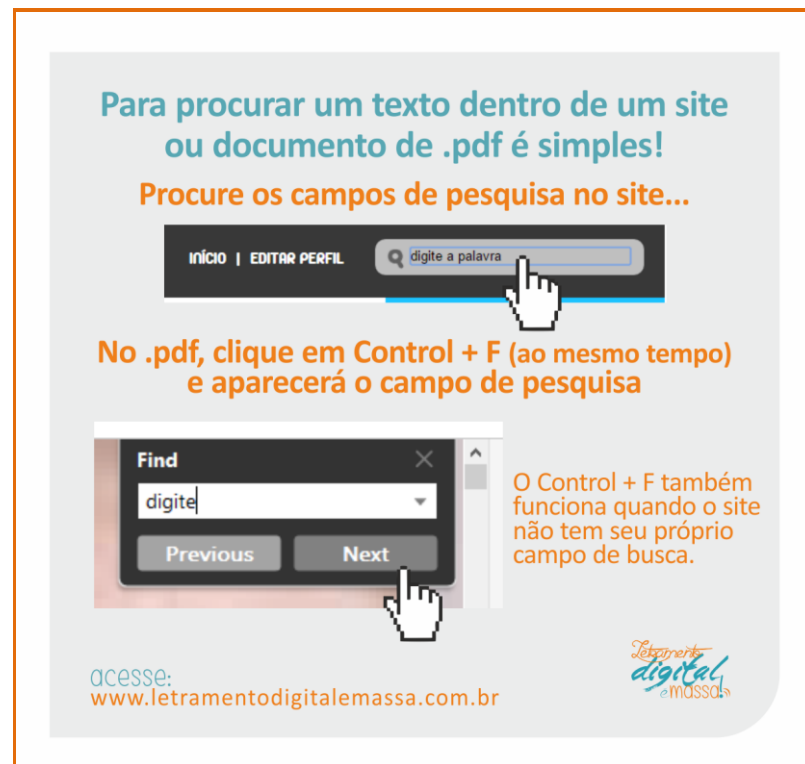 Para procurar um texto dentro de um site
ou documento de .pdf é simples!
Procure os campos de pesquisa no site...
INÍCIO | EDITAR PERFIL
digite a palavra
No .pdf, clique em Control + F (ao mesmo tempo)
e aparecerá o campo de pesquisa
Find
digite
Previous
Next
O Control + F também
funciona quando o site
não tem seu próprio
campo de busca.
acesse:
www.letramentodigitalemassa.com.br
Letramento
digital
é massa!